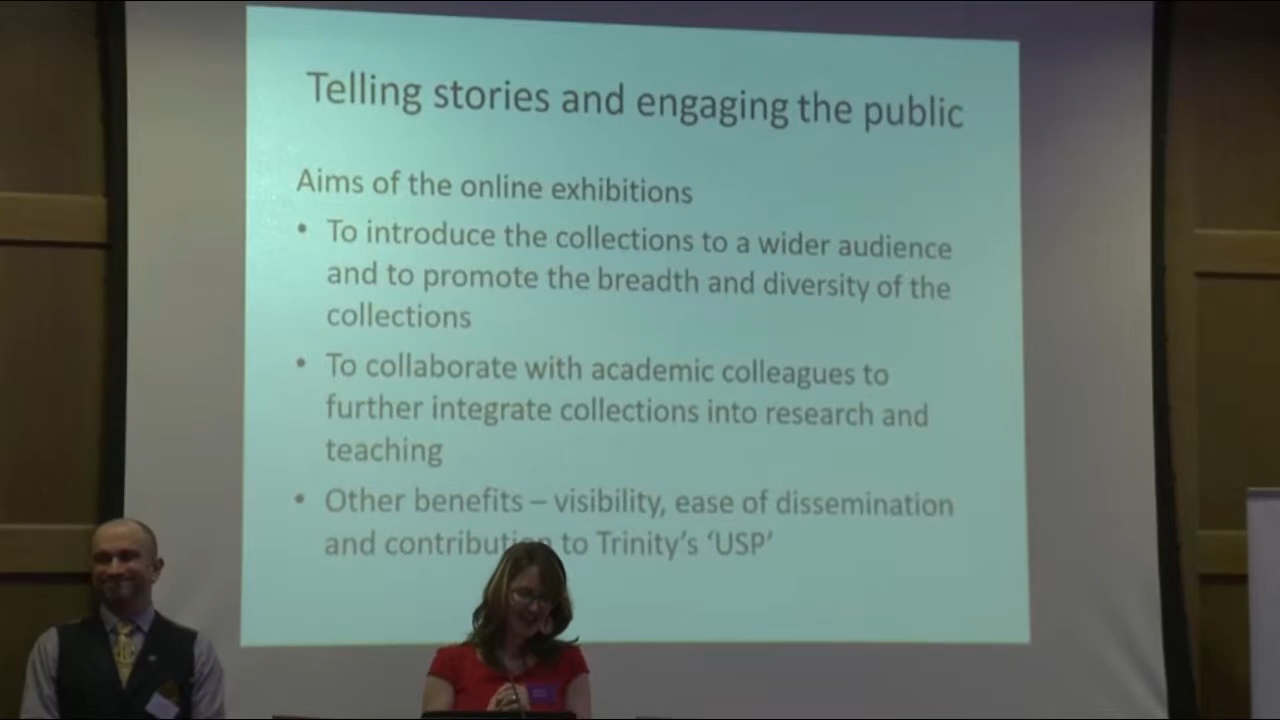 Telling stories and engaging the public
Aims of the online exhibitions
• To introduce the collections to a wider audience
and to promote the breadth and diversity of the
collections
• To collaborate with academic colleagues to
further integrate collections into research and
teaching
• Other benefits – visibility, ease of dissemination
and contribution to Trinity's 'USP'